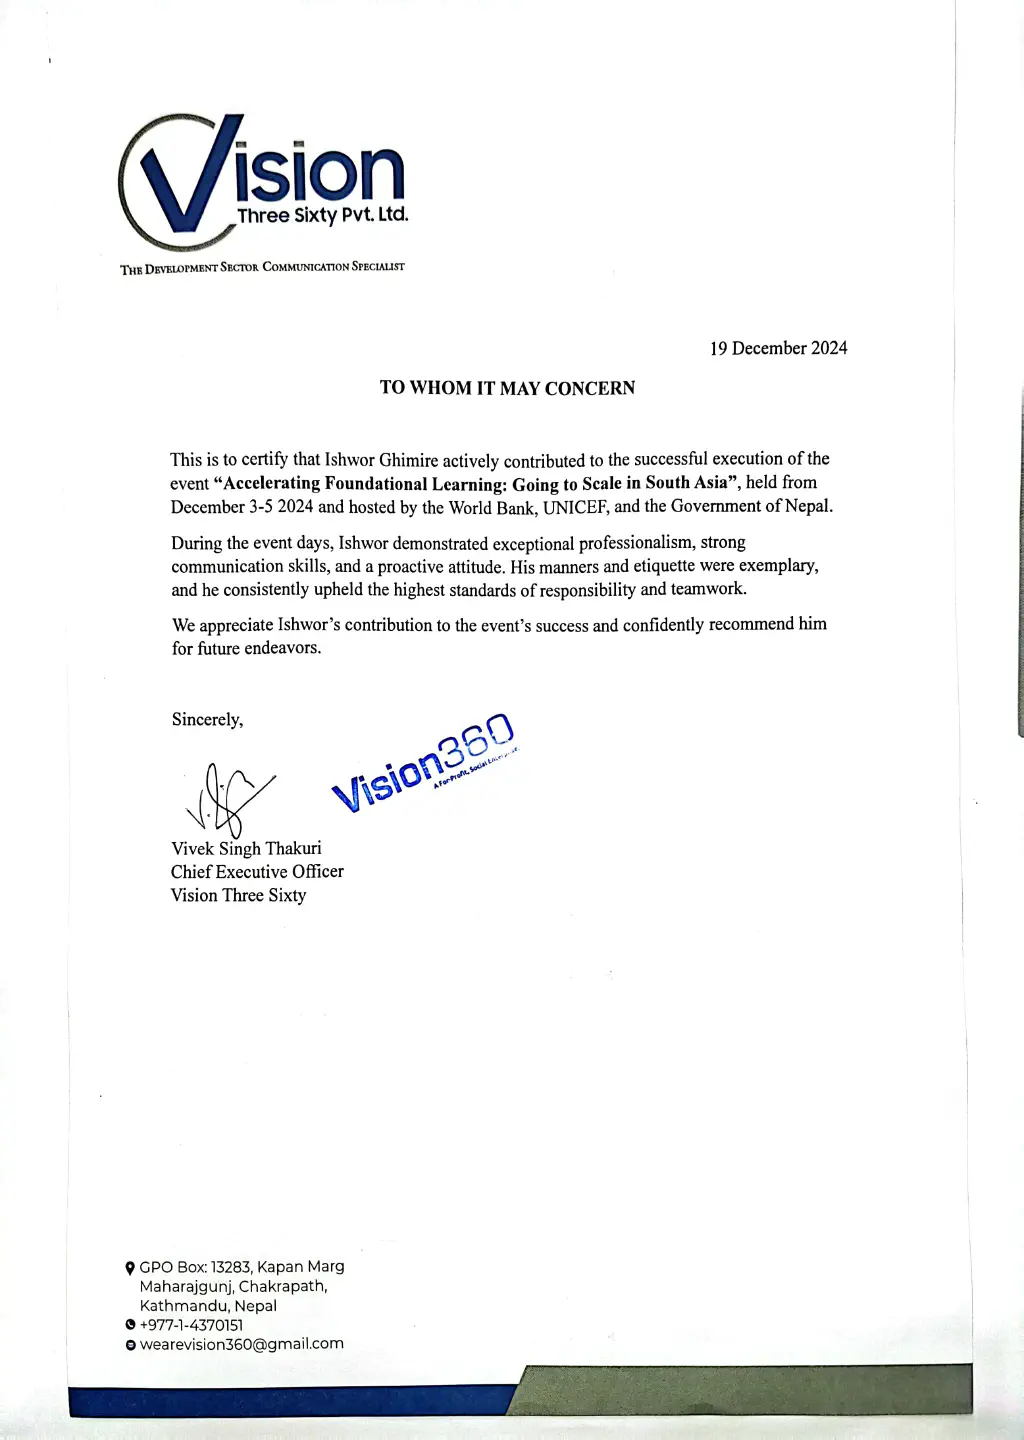 Vision
Three Sixty Pvt. Ltd.
THE DEVELOPMENT SECTOR COMMUNICATION SPECIALIST
19 December 2024
TO WHOM IT MAY CONCERN
This is to certify that Ishwor Ghimire actively contributed to the successful execution of the
event “Accelerating Foundational Learning: Going to Scale in South Asia”, held from
December 3-5 2024 and hosted by the World Bank, UNICEF, and the Government of Nepal.
During the event days, Ishwor demonstrated exceptional professionalism, strong
communication skills, and a proactive attitude. His manners and etiquette were exemplary,
and he consistently upheld the highest standards of responsibility and teamwork.
We appreciate Ishwor’s contribution to the event’s success and confidently recommend him
for future endeavors.
Sincerely,
Vision360
A For-Profit, Social
Vivek Singh Thakuri
Chief Executive Officer
Vision Three Sixty
GPO Box: 13283, Kapan Marg
Maharajgunj, Chakrapath,
Kathmandu, Nepal
+977-1-4370151
wearevision360@gmail.com